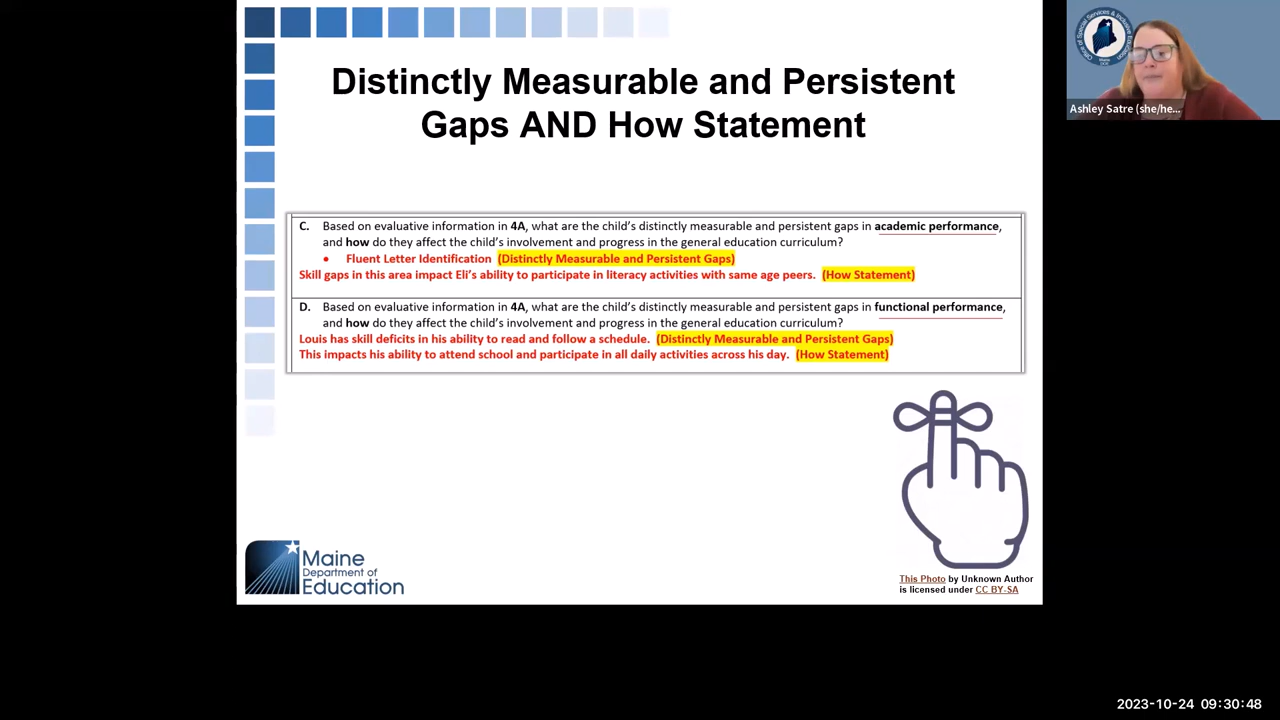 Distinctly Measurable and Persistent
Gaps AND How Statement
C. Based on evaluative information in 4A, what are the child's distinctly measurable and persistent gaps in academic performance,
and how do they affect the child's involvement and progress in the general education curriculum?
• Fluent Letter Identification (Distinctly Measurable and Persistent Gaps)
Skill gaps in this area impact Eli's ability to participate in literacy activities with same age peers. (How Statement)
D. Based on evaluative information in 4A, what are the child's distinctly measurable and persistent gaps in functional performance,
and how do they affect the child's involvement and progress in the general education curriculum?
Louis has skill deficits in his ability to read and follow a schedule. (Distinctly Measurable and Persistent Gaps)
This impacts his ability to attend school and participate in all daily activities across his day. (How Statement)
Maine
Department of
Education
This Photo by Unknown Author
is licensed under CC BY-SA
Office of Special Services & Inclusive Education
Maine
DOE
Ashley Satre (she/he...
2023-10-24 09:30:48